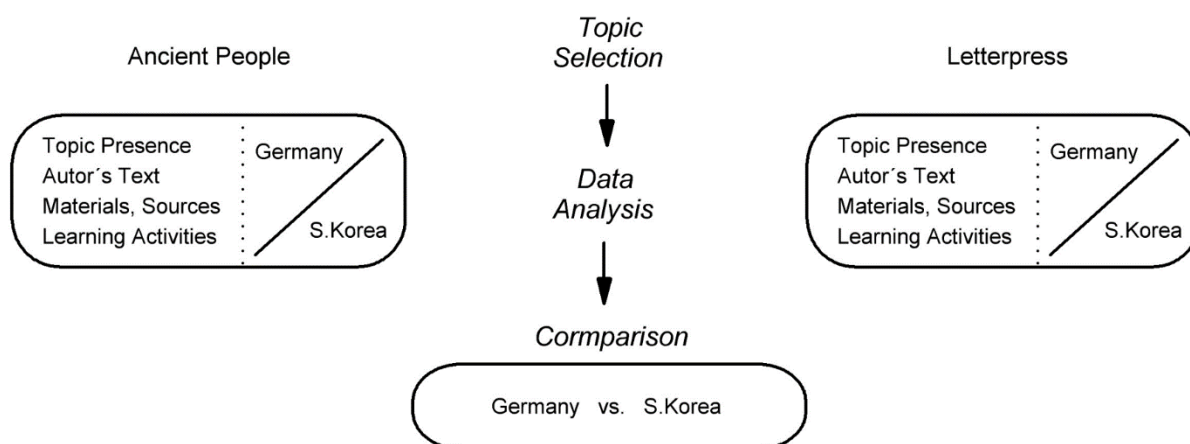 Topic
Selection
Ancient People
Letterpress
Topic Presence
Autor´s Text
Materials, Sources
Learning Activities
Germany
S.Korea
Data
Analysis
Topic Presence
Autor´s Text
Materials, Sources
Learning Activities
Germany
S.Korea
Cormparison
Germany vs. S.Korea